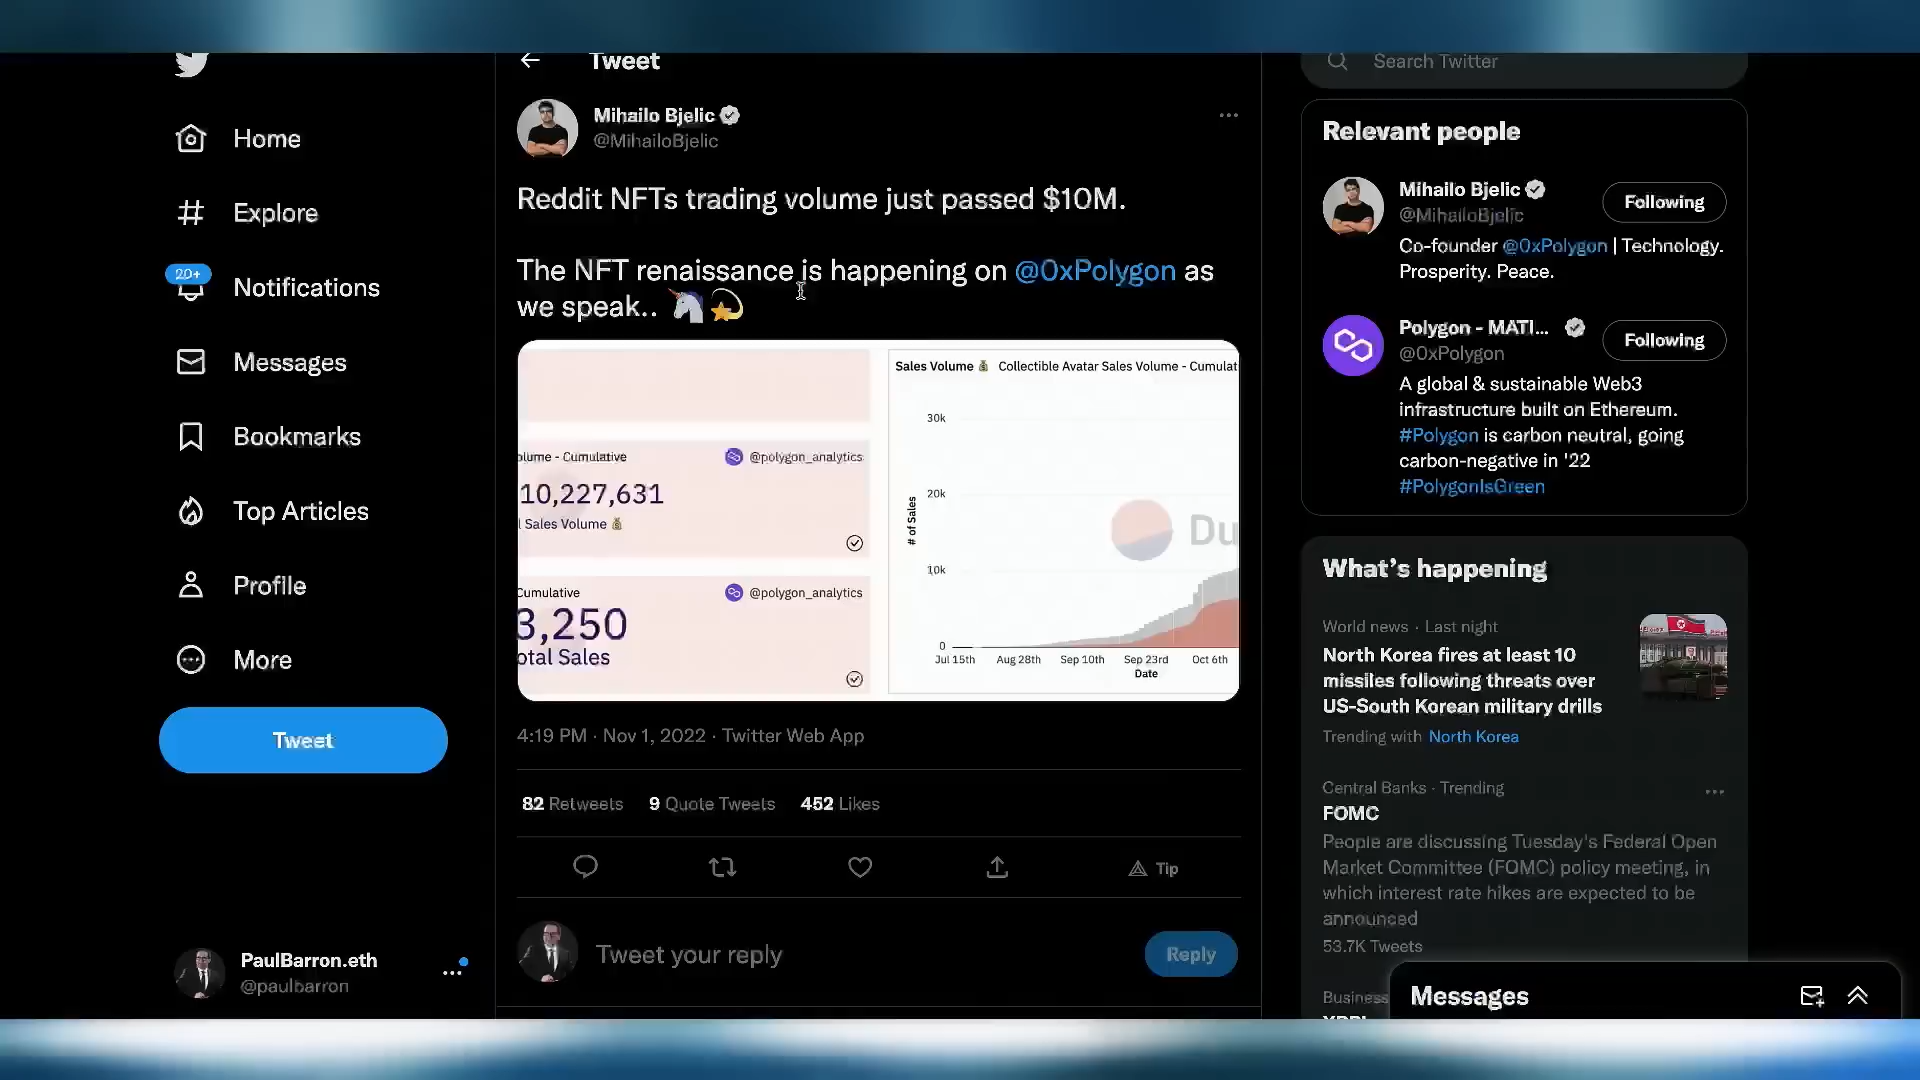 Tweet
Search Twitter
Home
Explore
20+
Notifications
Messages
Bookmarks
Top Articles
Profile
More
Tweet
PaulBarron.eth
@paulbarron
Mihailo Bjelic
@MihailoBjelic
Reddit NFTs trading volume just passed $10M.
The NFT renaissance is happening on @0xPolygon as
we speak..
olume - Cumulative
@polygon_analytics
10,227,631
l Sales Volume
Cumulative
@polygon_analytics
3,250
otal Sales
Sales Volume Collectible Avatar Sales Volume - Cumulat
30k
20k
10k
0
# of Sales
Du
Jul 15th Aug 28th Sep 10th Sep 23rd Oct 6th
Date
4:19 PM · Nov 1, 2022 · Twitter Web App
82 Retweets 9 Quote Tweets 452 Likes
Tip
Tweet your reply
Reply
Relevant people
Mihailo Bjelic
@MihailoBjelic
Following
Co-founder @0xPolygon | Technology.
Prosperity. Peace.
Polygon - MATI...
@0xPolygon
Following
A global & sustainable Web3
infrastructure built on Ethereum.
#Polygon is carbon neutral, going
carbon-negative in '22
#PolygonIsGreen
What's happening
World news · Last night
North Korea fires at least 10
missiles following threats over
US-South Korean military drills
Trending with North Korea
Central Banks · Trending
FOMC
People are discussing Tuesday's Federal Open
Market Committee (FOMC) policy meeting, in
which interest rate hikes are expected to be
announced
53.7K Tweets
Business
Messages